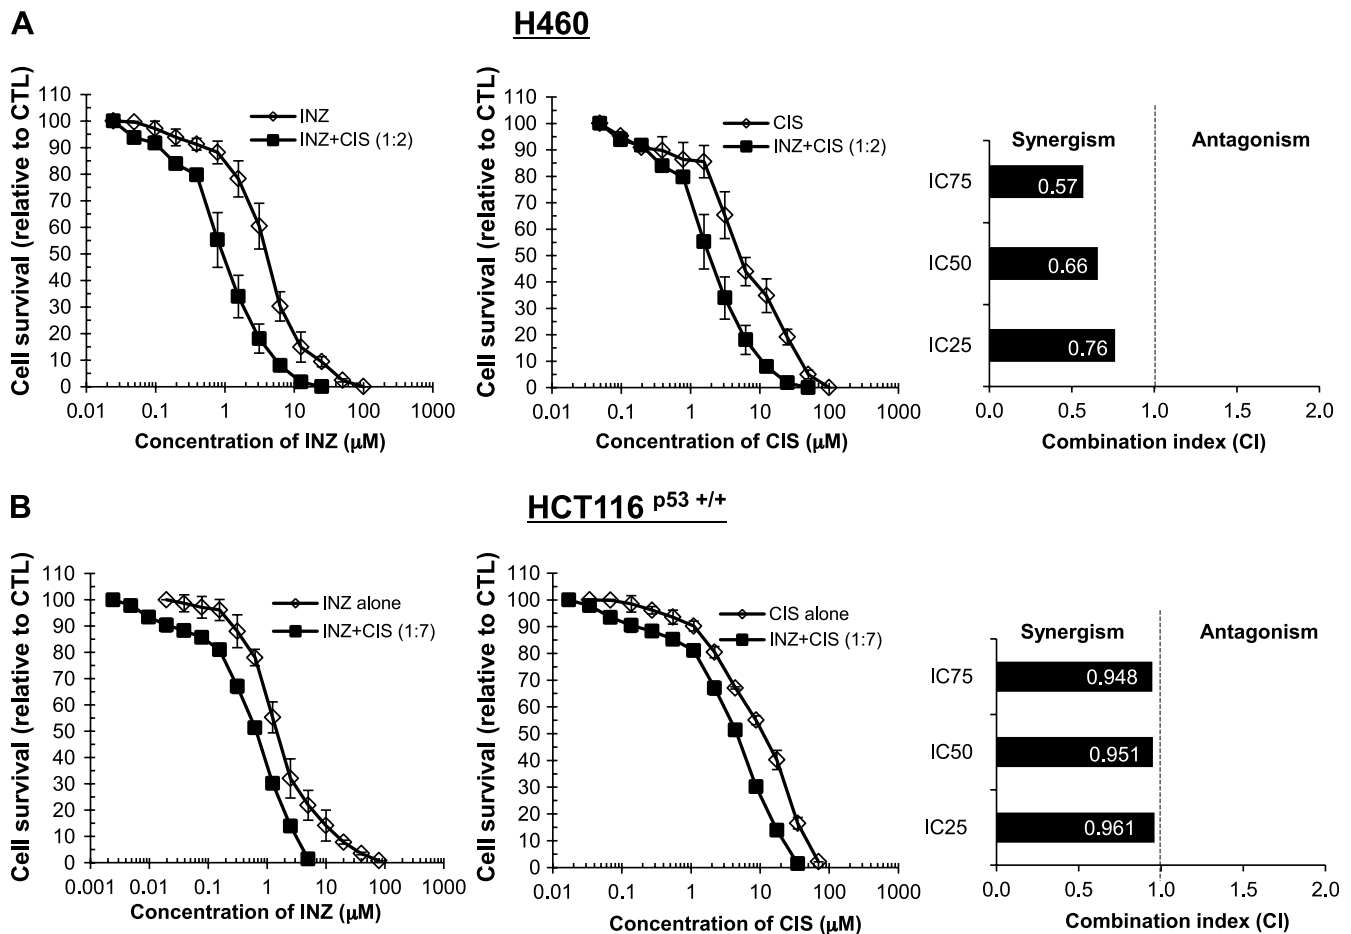 A
H460
Cell survival (relative to CTL)
110
100
90
80
70
60
50
40
30
20
10
0
INZ
INZ+CIS (1:2)
0.01 0.1 1 10 100 1000
Concentration of INZ (μM)
Cell survival (relative to CTL)
110
100
90
80
70
60
50
40
30
20
10
0
CIS
INZ+CIS (1:2)
0.01 0.1 1 10 100 1000
Concentration of CIS (μM)
Synergism Antagonism
IC75 0.57
IC50 0.66
IC25 0.76
0.0 0.5 1.0 1.5 2.0
Combination index (CI)
B
HCT116 p53 +/+
Cell survival (relative to CTL)
110
100
90
80
70
60
50
40
30
20
10
0
INZ alone
INZ+CIS (1:7)
0.001 0.01 0.1 1 10 100 1000
Concentration of INZ (μM)
Cell survival (relative to CTL)
110
100
90
80
70
60
50
40
30
20
10
0
CIS alone
INZ+CIS (1:7)
0.01 0.1 1 10 100 1000
Concentration of CIS (μM)
Synergism Antagonism
IC75 0.948
IC50 0.951
IC25 0.961
0.0 0.5 1.0 1.5 2.0
Combination index (CI)